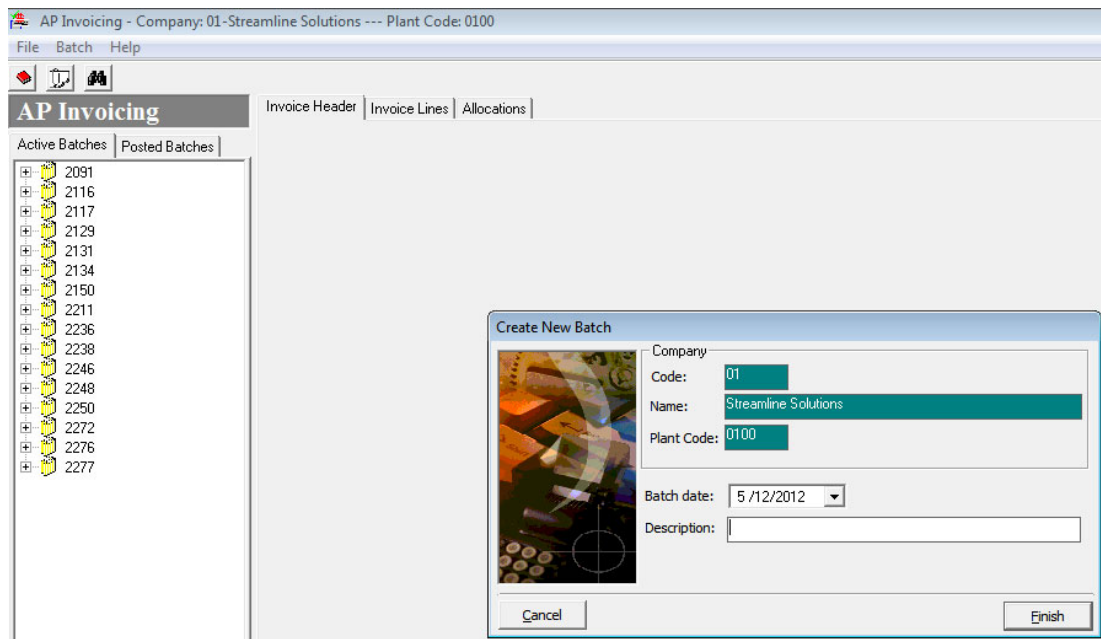 AP Invoicing - Company: 01-Streamline Solutions --- Plant Code: 0100
File Batch Help
AP Invoicing
Active Batches Posted Batches
Invoice Header Invoice Lines Allocations
2091
2116
2117
2129
2131
2134
2150
2211
2236
2238
2246
2248
2250
2272
2276
2277
Create New Batch
Company
Code: 01
Name: Streamline Solutions
Plant Code: 0100
Batch date: 5 /12/2012
Description:
Cancel Finish